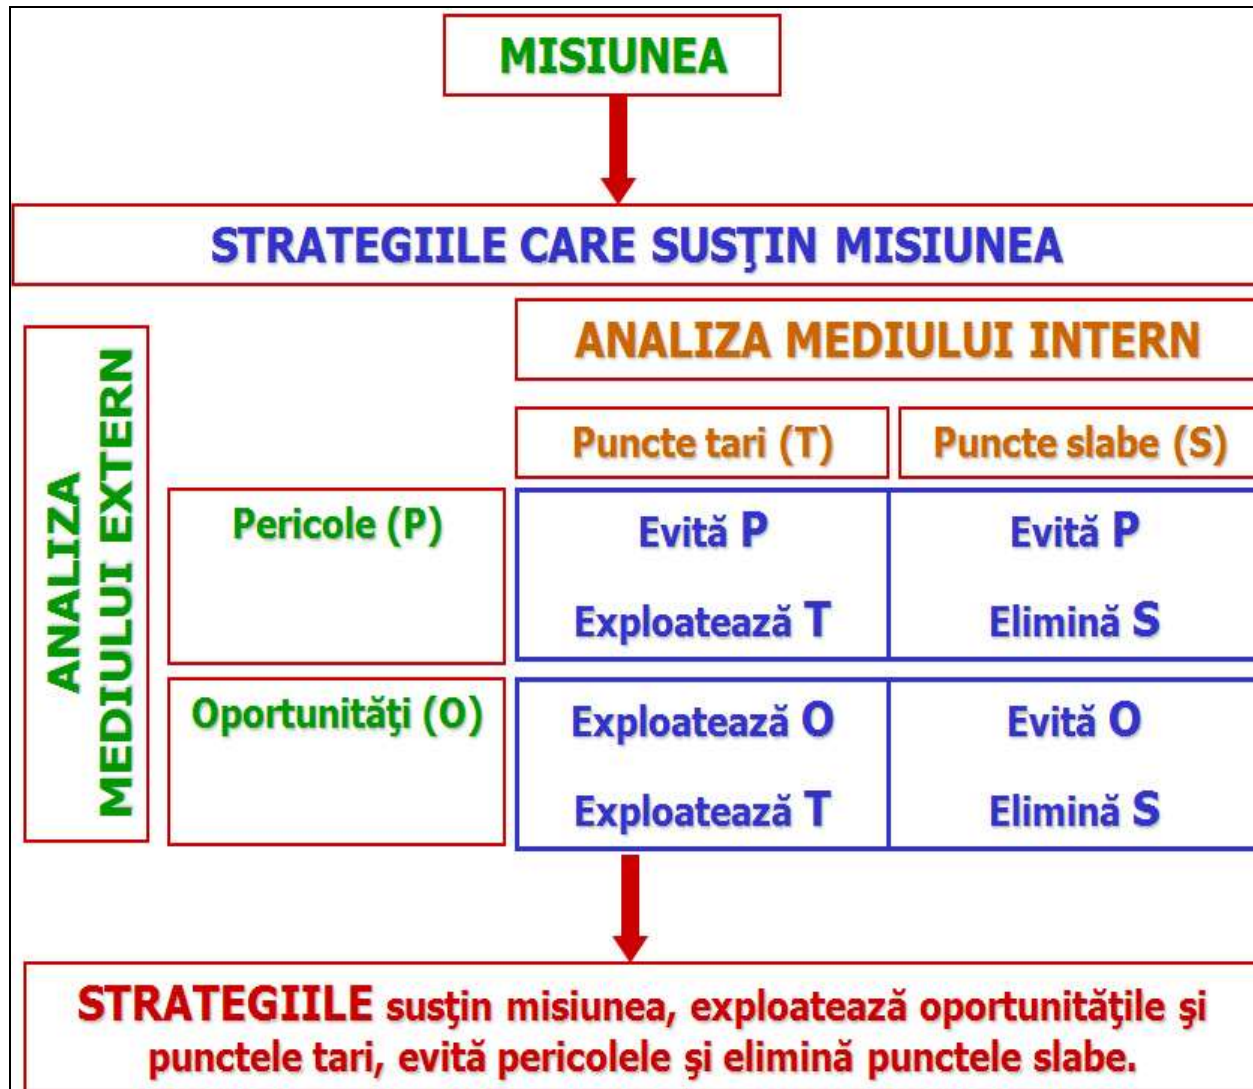 MISIUNEA
STRATEGIILE CARE SUSŢIN MISIUNEA
ANALIZA
MEDIULUI EXTERN
ANALIZA MEDIULUI INTERN
Puncte tari (T)
Puncte slabe (S)
Pericole (P)
Evită P
Exploatează T
Evită P
Elimină S
Oportunităţi (O)
Exploatează O
Exploatează T
Evită O
Elimină S
STRATEGIILE susţin misiunea, exploatează oportunităţile şi
punctele tari, evită pericolele şi elimină punctele slabe.